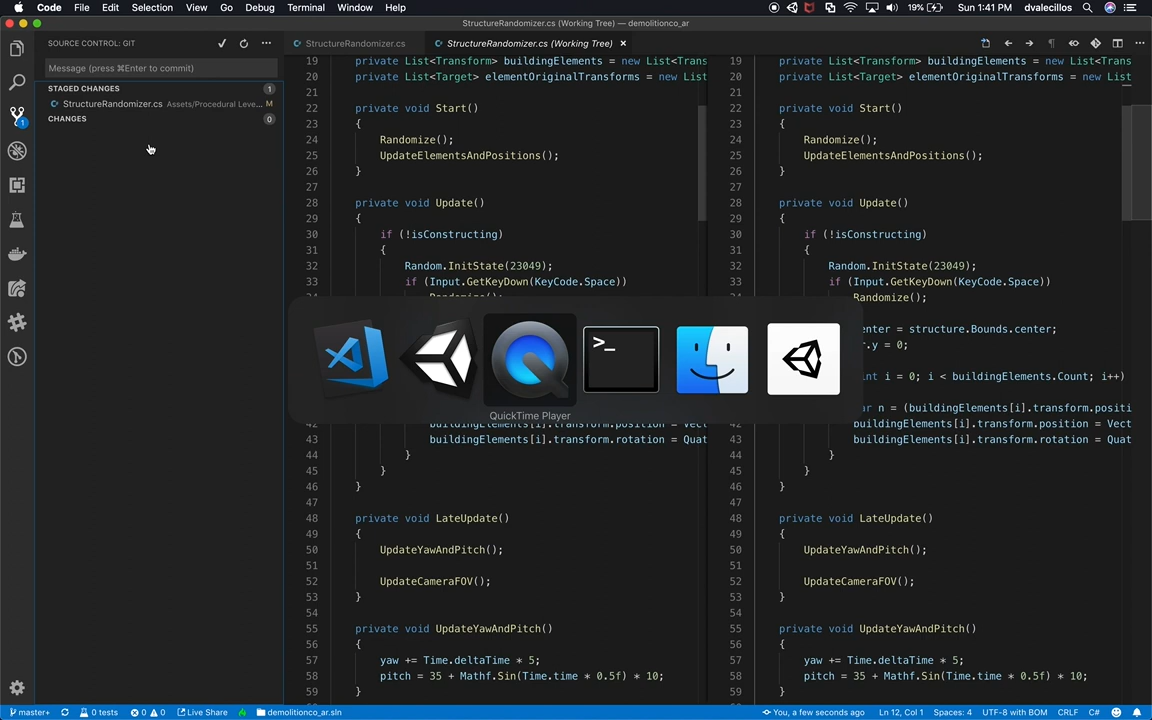 Code File Edit Selection View Go Debug Terminal Window Help 19% Sun 1:41 PM dvalecillos
StructureRandomizer.cs (Working Tree) — demolitionco_ar
SOURCE CONTROL: GIT
StructureRandomizer.cs
StructureRandomizer.cs (Working Tree)
Message (press ⌘Enter to commit)
STAGED CHANGES 1
StructureRandomizer.cs Assets/Procedural Leve... M
CHANGES 0
1
19 private List<Transform> buildingElements = new List<Trans
20 private List<Target> elementOriginalTransforms = new List
21
22 private void Start()
23 {
24 Randomize();
25 UpdateElementsAndPositions();
26 }
27
28 private void Update()
29 {
30 if (!isConstructing)
31 {
32 Random.InitState(23049);
33 if (Input.GetKeyDown(KeyCode.Space))
Randomize();
QuickTime Player
42 buildingElements[i].transform.position = Vect
43 buildingElements[i].transform.rotation = Quat
44 }
45 }
46 }
47
48 private void LateUpdate()
49 {
50 UpdateYawAndPitch();
51
52 UpdateCameraFOV();
53 }
54
55 private void UpdateYawAndPitch()
56 {
57 yaw += Time.deltaTime * 5;
58 pitch = 35 + Mathf.Sin(Time.time * 0.5f) * 10;
59 }
19 private List<Transform> buildingElements = new List<Trans
20 private List<Target> elementOriginalTransforms = new List
21
22 private void Start()
23 {
24 Randomize();
25 UpdateElementsAndPositions();
26 }
27
28 private void Update()
29 {
30 if (!isConstructing)
31 {
32 Random.InitState(23049);
33 if (Input.GetKeyDown(KeyCode.Space))
Randomize();
enter = structure.Bounds.center;
r.y = 0;
int i = 0; i < buildingElements.Count; i++)
ar n = (buildingElements[i].transform.positi
buildingElements[i].transform.position = Vect
buildingElements[i].transform.rotation = Quat
}
}
46 }
47
48 private void LateUpdate()
49 {
50 UpdateYawAndPitch();
51
52 UpdateCameraFOV();
53 }
54
55 private void UpdateYawAndPitch()
56 {
57 yaw += Time.deltaTime * 5;
58 pitch = 35 + Mathf.Sin(Time.time * 0.5f) * 10;
59 }
master+ 0 tests 0 0 Live Share demolitionco_ar.sln You, a few seconds ago Ln 12, Col 1 Spaces: 4 UTF-8 with BOM CRLF C#